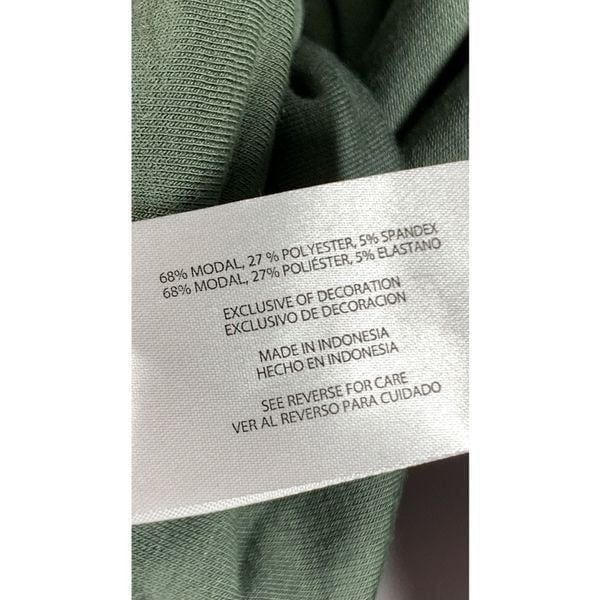 68% MODAL, 27 % POLYESTER, 5% SPANDEX
68% MODAL, 27% POLIÉSTER, 5% ELASTANO
EXCLUSIVE OF DECORATION
EXCLUSIVO DE DECORACION
MADE IN INDONESIA
HECHO EN INDONESIA
SEE REVERSE FOR CARE
VER AL REVERSO PARA CUIDADO